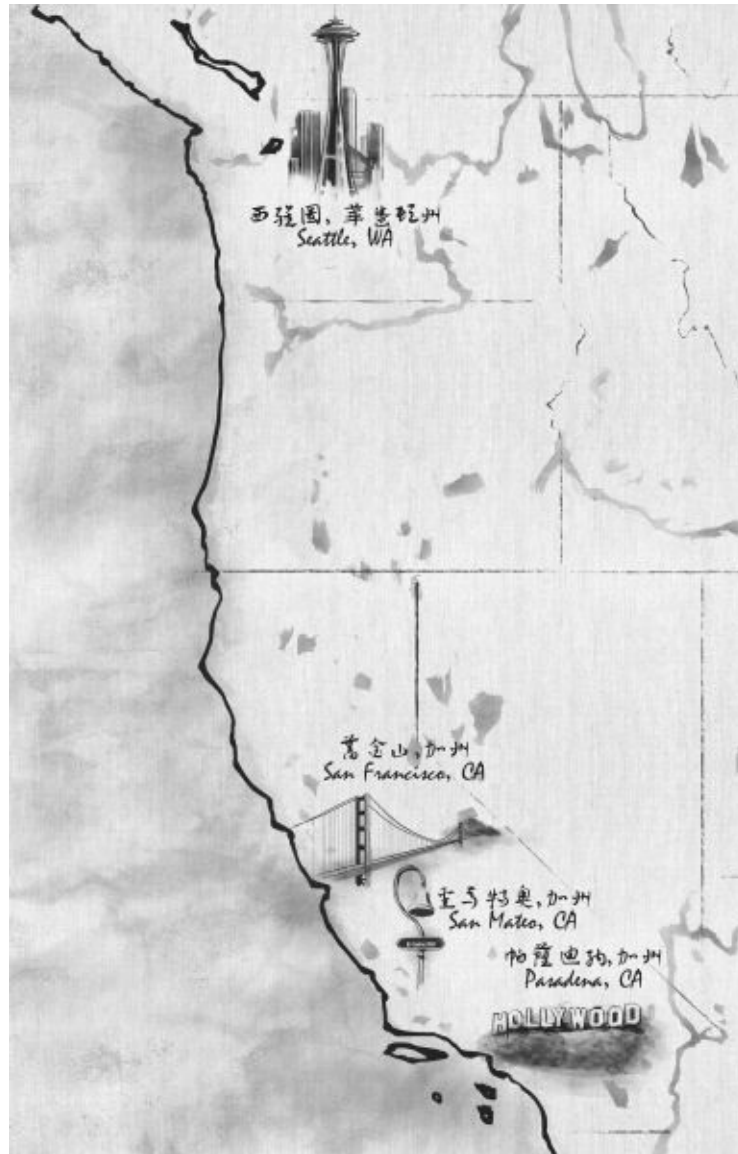 西雅圖，華盛頓州
Seattle, WA
舊金山，加州
San Francisco, CA
圣马特奥，加州
San Mateo, CA
帕薩迪納，加州
Pasadena, CA
HOLLYWOOD